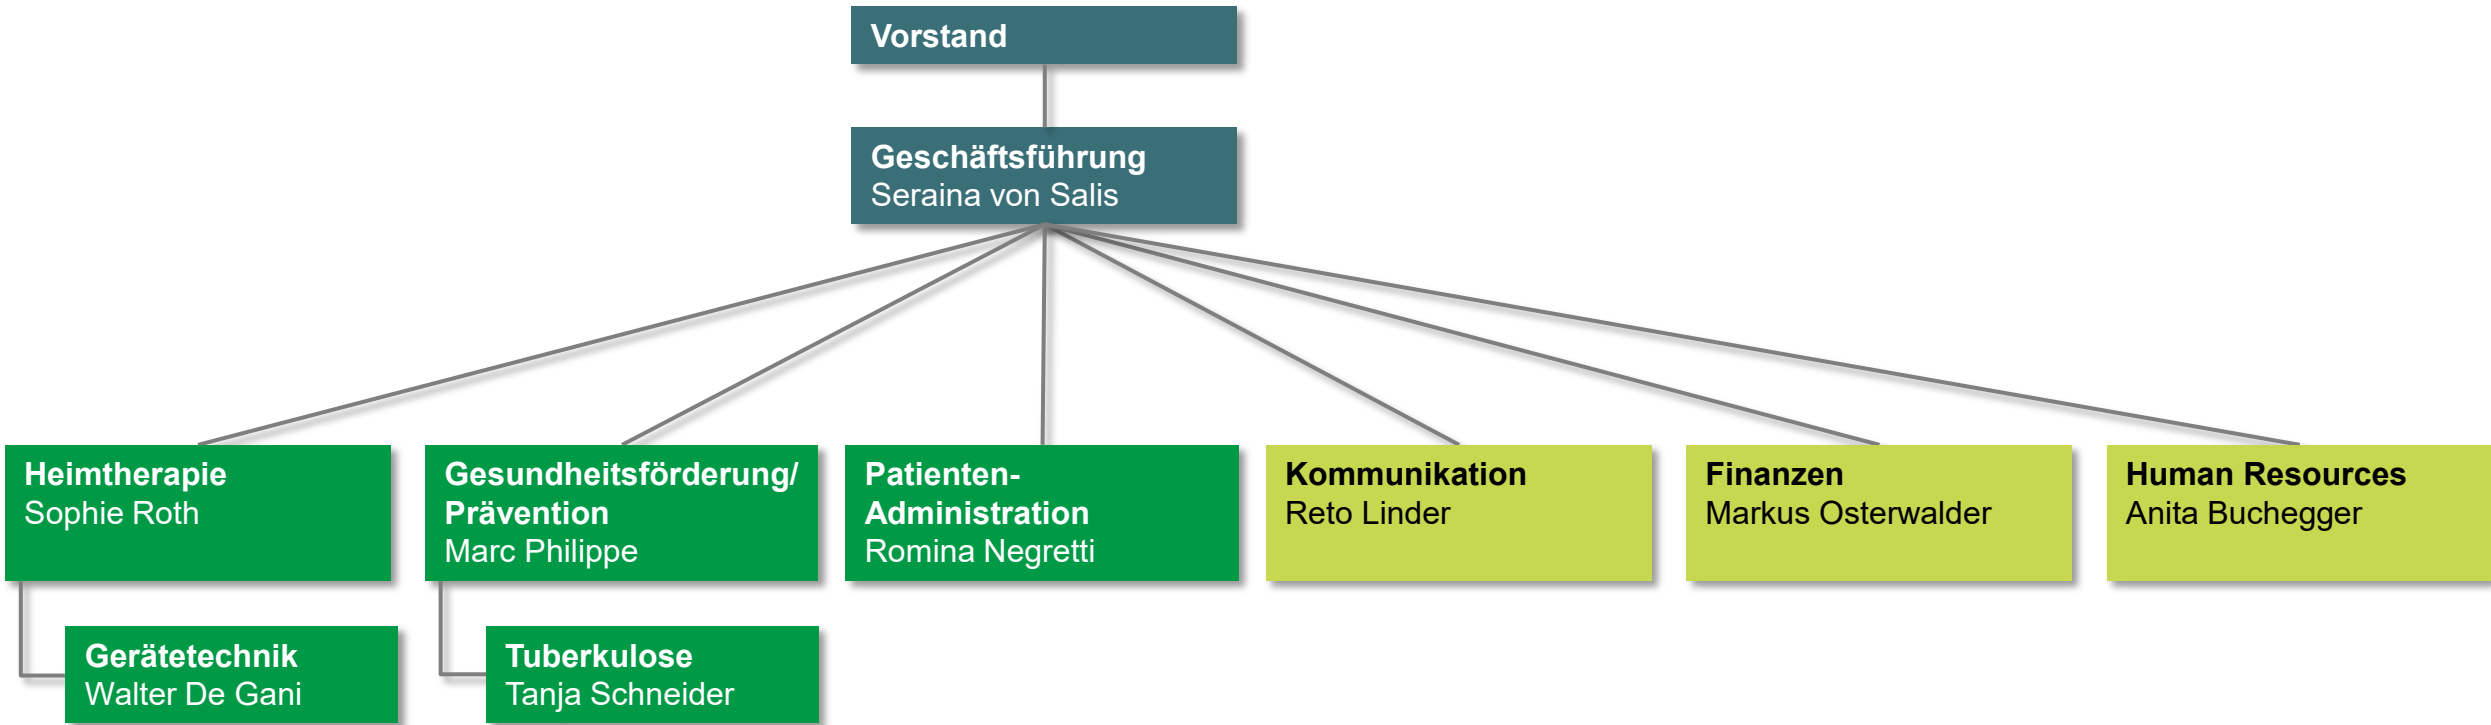 Vorstand
Geschäftsführung
Seraina von Salis
Heimtherapie
Sophie Roth
Gesundheitsförderung/
Prävention
Marc Philippe
Patienten-
Administration
Romina Negretti
Kommunikation
Reto Linder
Finanzen
Markus Osterwalder
Human Resources
Anita Buchegger
Gerätetechnik
Walter De Gani
Tuberkulose
Tanja Schneider